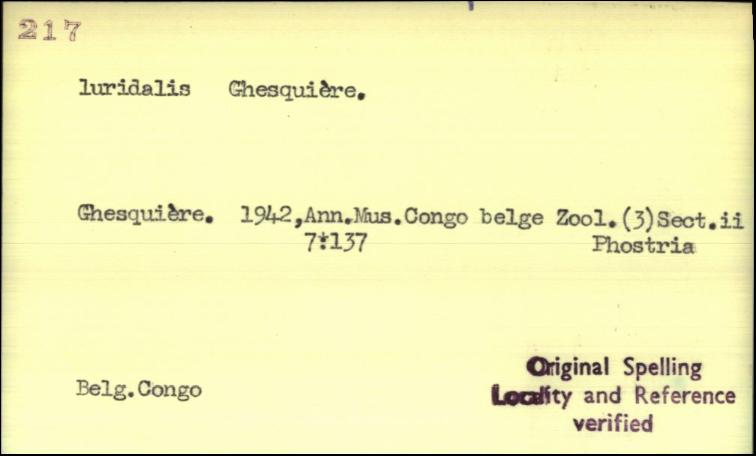 217
luridalis Ghesquière.
Ghesquière. 1942,Ann.Mus.Congo belge Zool.(3)Sect.ii
7:137 Phostria
Belg.Congo
Original Spelling
Locality and Reference
verified